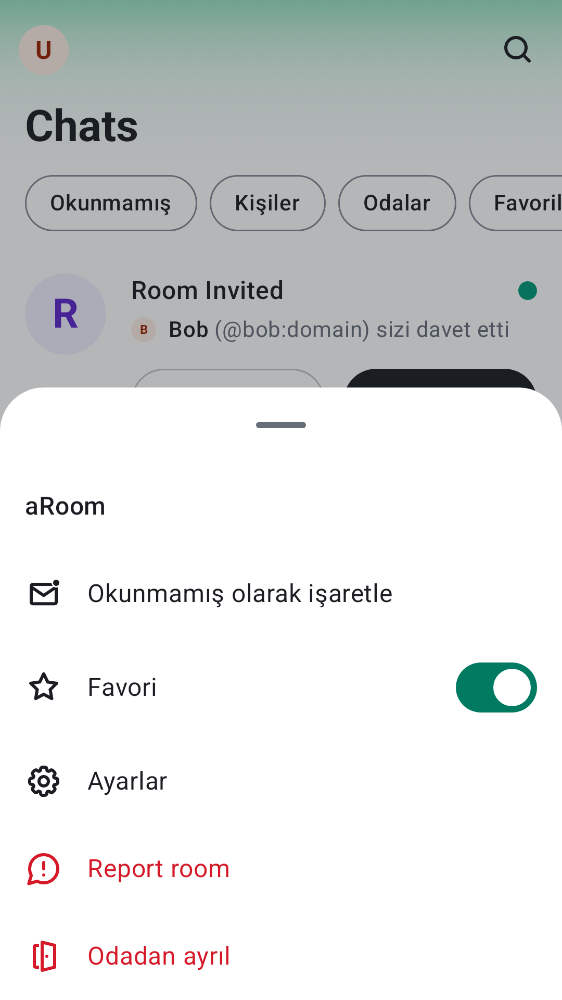 U
Chats
Okunmamış
Kişiler
Odalar
Favoril
R
Room Invited
B Bob (@bob:domain) sizi davet etti
aRoom
Okunmamış olarak işaretle
Favori
Ayarlar
Report room
Odadan ayrıl